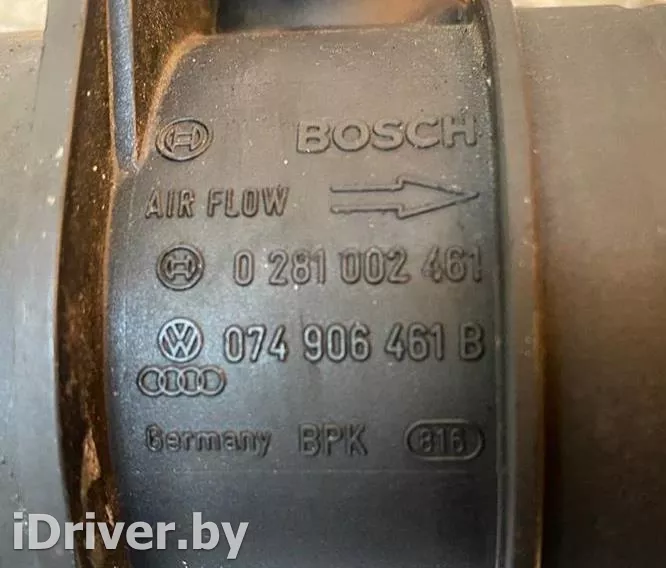 BOSCH
AIR FLOW
0 281 002 461
074 906 461 B
Germany BPK 816
iDriver.by